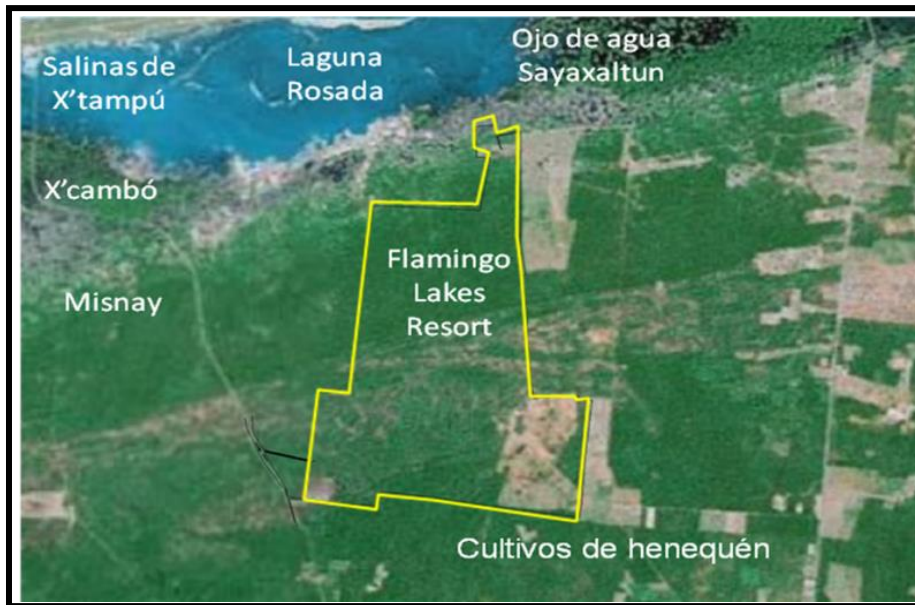 Salinas de
X'tampú
Laguna
Rosada
Ojo de agua
Sayaxaltun
X'cambó
Misnay
Flamingo
Lakes
Resort
Cultivos de henequén